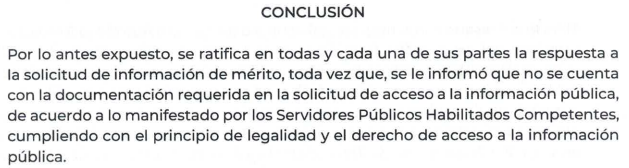 CONCLUSIÓN
Por lo antes expuesto, se ratifica en todas y cada una de sus partes la respuesta a
la solicitud de información de mérito, toda vez que, se le informó que no se cuenta
con la documentación requerida en la solicitud de acceso a la información pública,
de acuerdo a lo manifestado por los Servidores Públicos Habilitados Competentes,
cumpliendo con el principio de legalidad y el derecho de acceso a la información
pública.